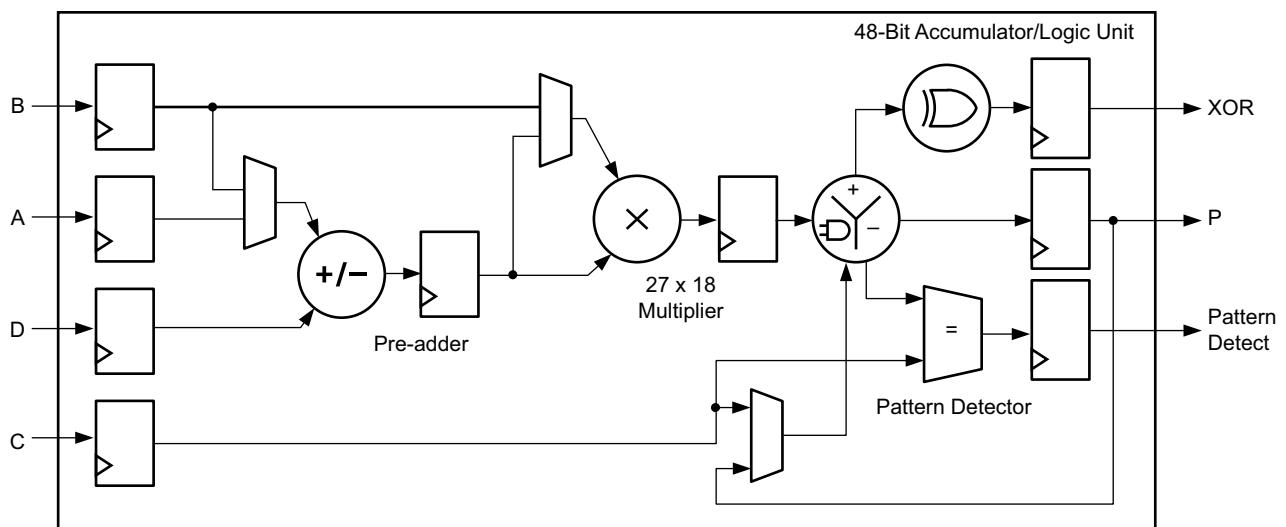 48-Bit Accumulator/Logic Unit
B
XOR
A
+
−
P
×
+/−
27 x 18
Multiplier
D
Pre-adder
=
Pattern
Detect
Pattern Detector
C